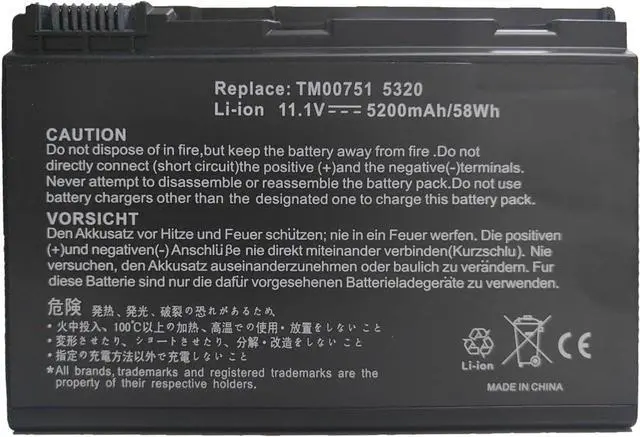 Replace: TM00751 5320
Li-ion 11.1V⎓ 5200mAh/58Wh
CAUTION
Do not dispose of in fire,but keep the battery away from fire .Do not
directly connect (short circuit)the positive (+)and the negative(-)terminals.
Never attempt to disassemble or reassemble the battery pack.Do not use
battery chargers other than the designated one to charge this battery pack.
VORSICHT
Den Akkusatz vor Hitze und Feuer schützen; nie in ein Feuer werfen. Die positiven
(+)und negativen(-) Anschlüße nie direkt miteinander verbinden(Kurzschlu). Nie
versuchen, den Akkusatz auseinanderzunehmen oder baulich zu verändern. Fur
diese Batterie sind nur die dafür vorgesehenen Batterieladegeräte zu verwenden.
危険 発熱、発光、破裂の恐れがあるため,
・火中投入、100℃以上の加熱、高温での使用・放置をしない こと
・変形させたり、ショートさせたり、分解・改造をしない こと
・指定の充電方法以外で充電しない こと
*All brands,trademarks and registered trademarks are the
property of their respective holders.
Li-ion
CE
MADE IN CHINA